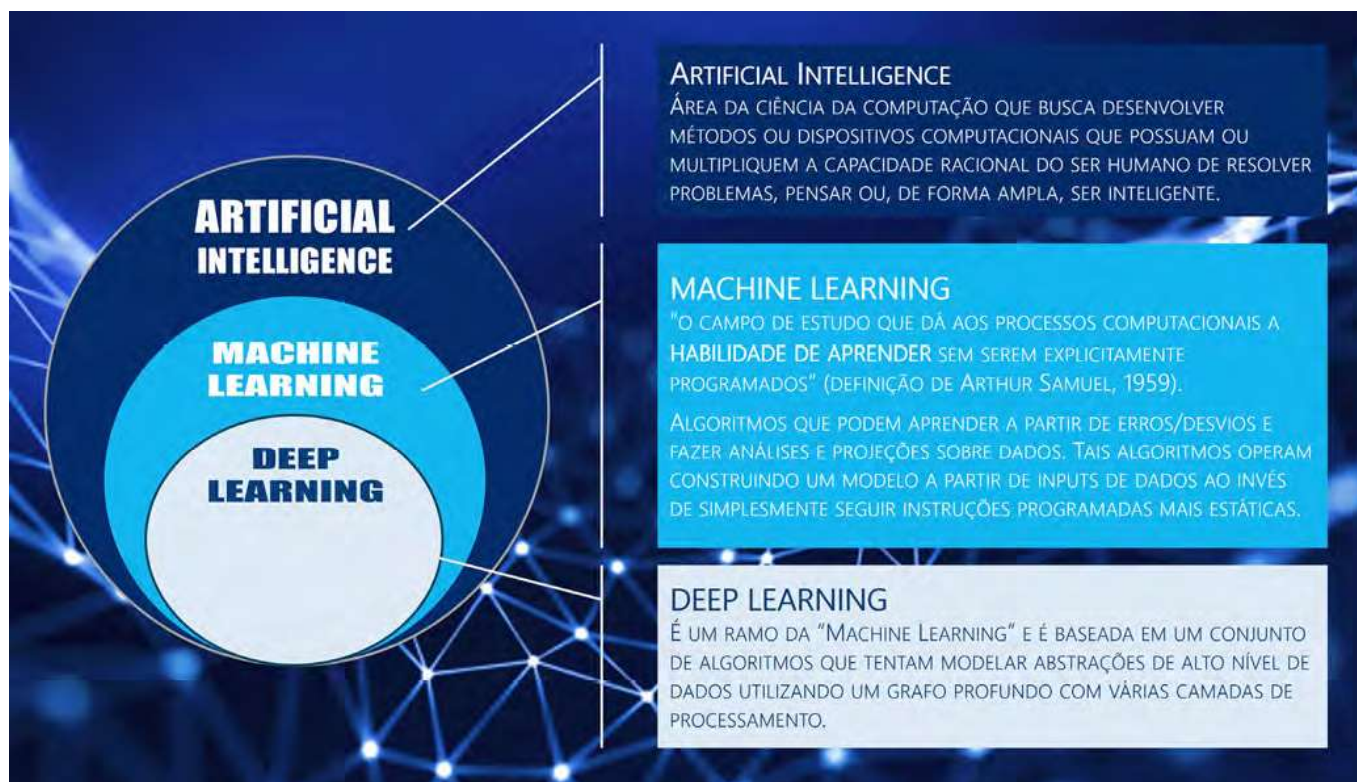 ARTIFICIAL
INTELLIGENCE
MACHINE
LEARNING
DEEP
LEARNING
ARTIFICIAL INTELLIGENCE
ÁREA DA CIÊNCIA DA COMPUTAÇÃO QUE BUSCA DESENVOLVER
MÉTODOS OU DISPOSITIVOS COMPUTACIONAIS QUE POSSUAM OU
MULTIPLIQUEM A CAPACIDADE RACIONAL DO SER HUMANO DE RESOLVER
PROBLEMAS, PENSAR OU, DE FORMA AMPLA, SER INTELIGENTE.
MACHINE LEARNING
"O CAMPO DE ESTUDO QUE DÁ AOS PROCESSOS COMPUTACIONAIS A
HABILIDADE DE APRENDER SEM SEREM EXPLICITAMENTE
PROGRAMADOS" (DEFINIÇÃO DE ARTHUR SAMUEL, 1959).
ALGORITMOS QUE PODEM APRENDER A PARTIR DE ERROS/DESVIOS E
FAZER ANÁLISES E PROJEÇÕES SOBRE DADOS. TAIS ALGORITMOS OPERAM
CONSTRUINDO UM MODELO A PARTIR DE INPUTS DE DADOS AO INVÉS
DE SIMPLESMENTE SEGUIR INSTRUÇÕES PROGRAMADAS MAIS ESTÁTICAS.
DEEP LEARNING
É UM RAMO DA "MACHINE LEARNING" E É BASEADA EM UM CONJUNTO
DE ALGORITMOS QUE TENTAM MODELAR ABSTRAÇÕES DE ALTO NÍVEL DE
DADOS UTILIZANDO UM GRAFO PROFUNDO COM VÁRIAS CAMADAS DE
PROCESSAMENTO.